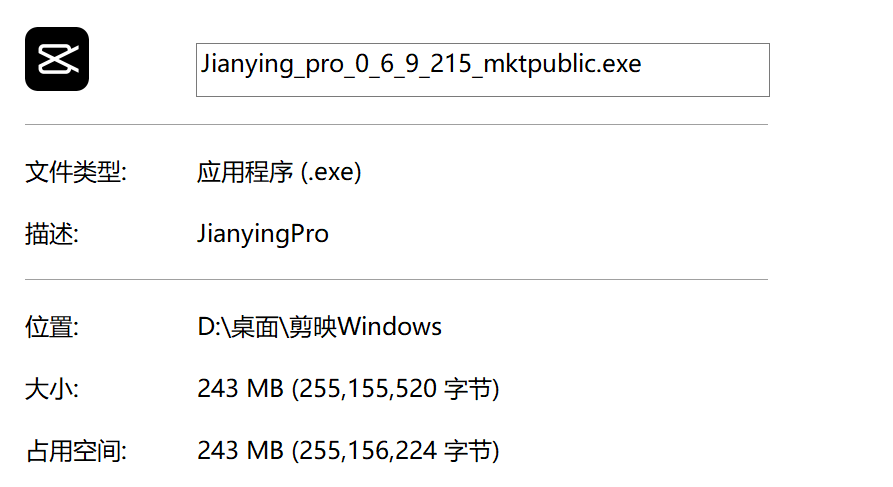 Jianying_pro_0_6_9_215_mktpublic.exe
文件类型: 应用程序 (.exe)
描述: JianyingPro
位置: D:\桌面\剪映Windows
大小: 243 MB (255,155,520 字节)
占用空间: 243 MB (255,156,224 字节)